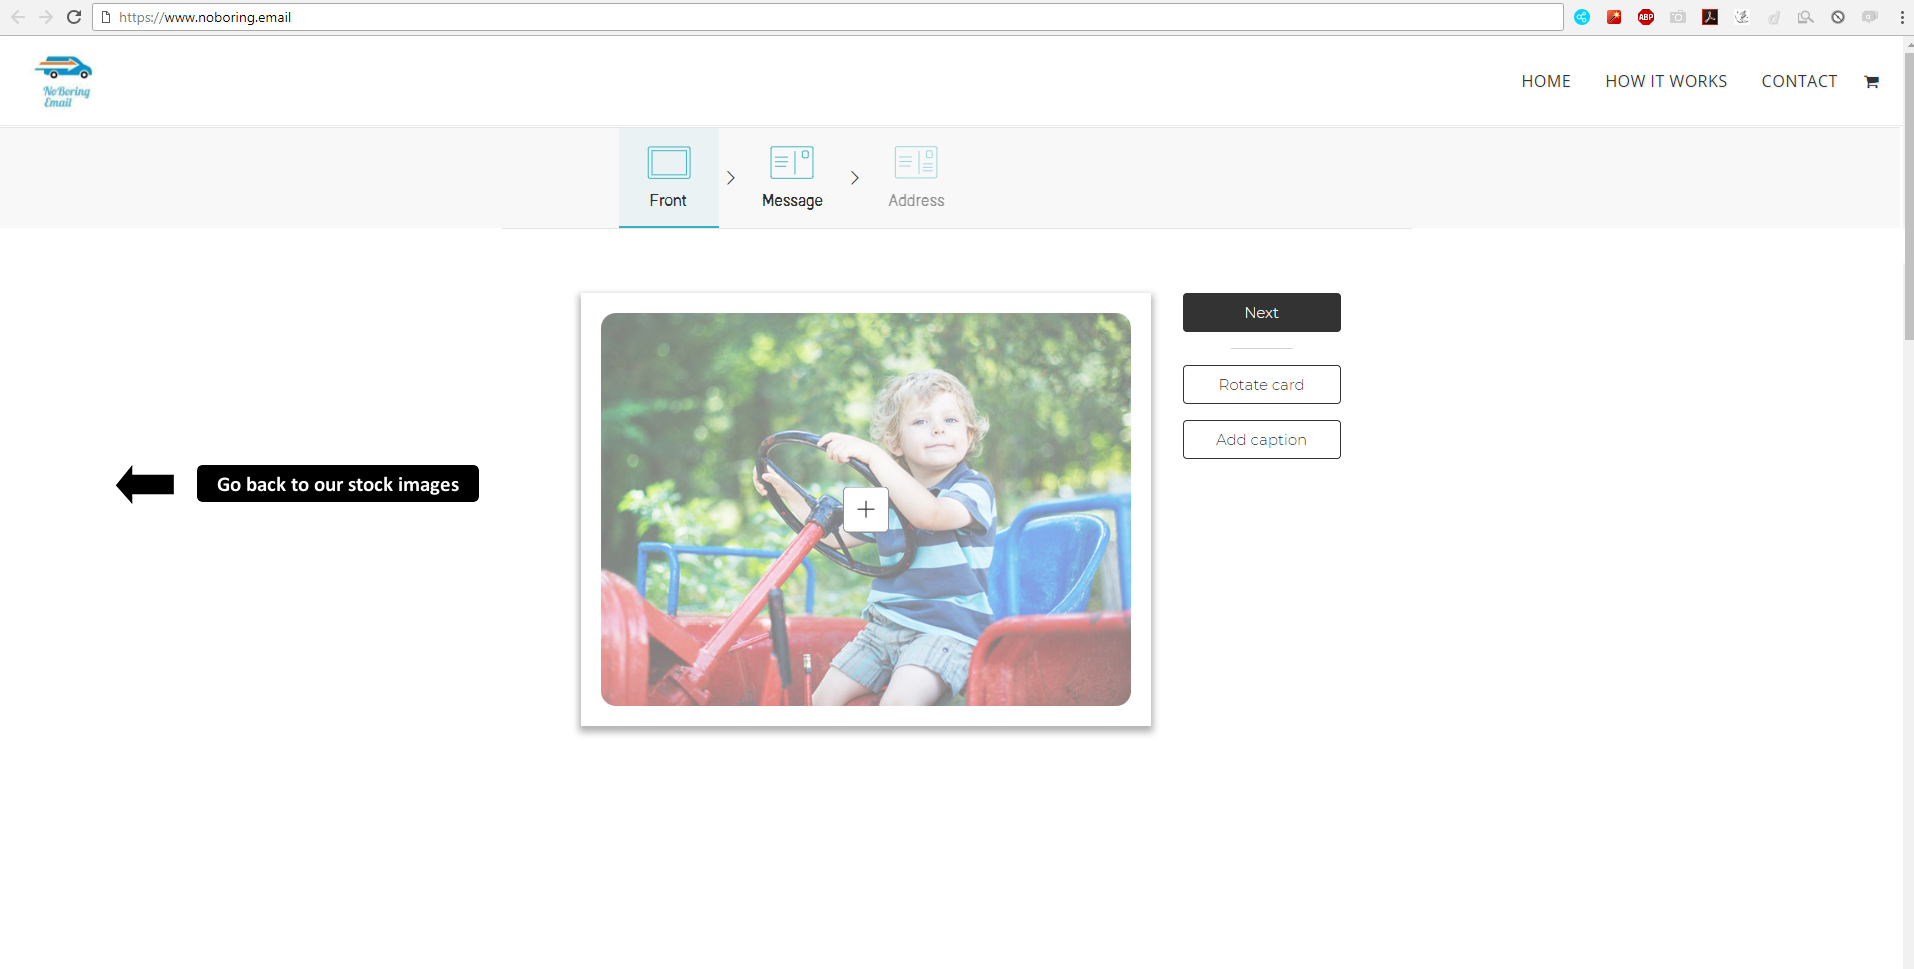 https://www.noboring.email
ABP
NoBoring
Email
HOME
HOW IT WORKS
CONTACT
Front
Message
Address
Next
Rotate card
Add caption
Go back to our stock images